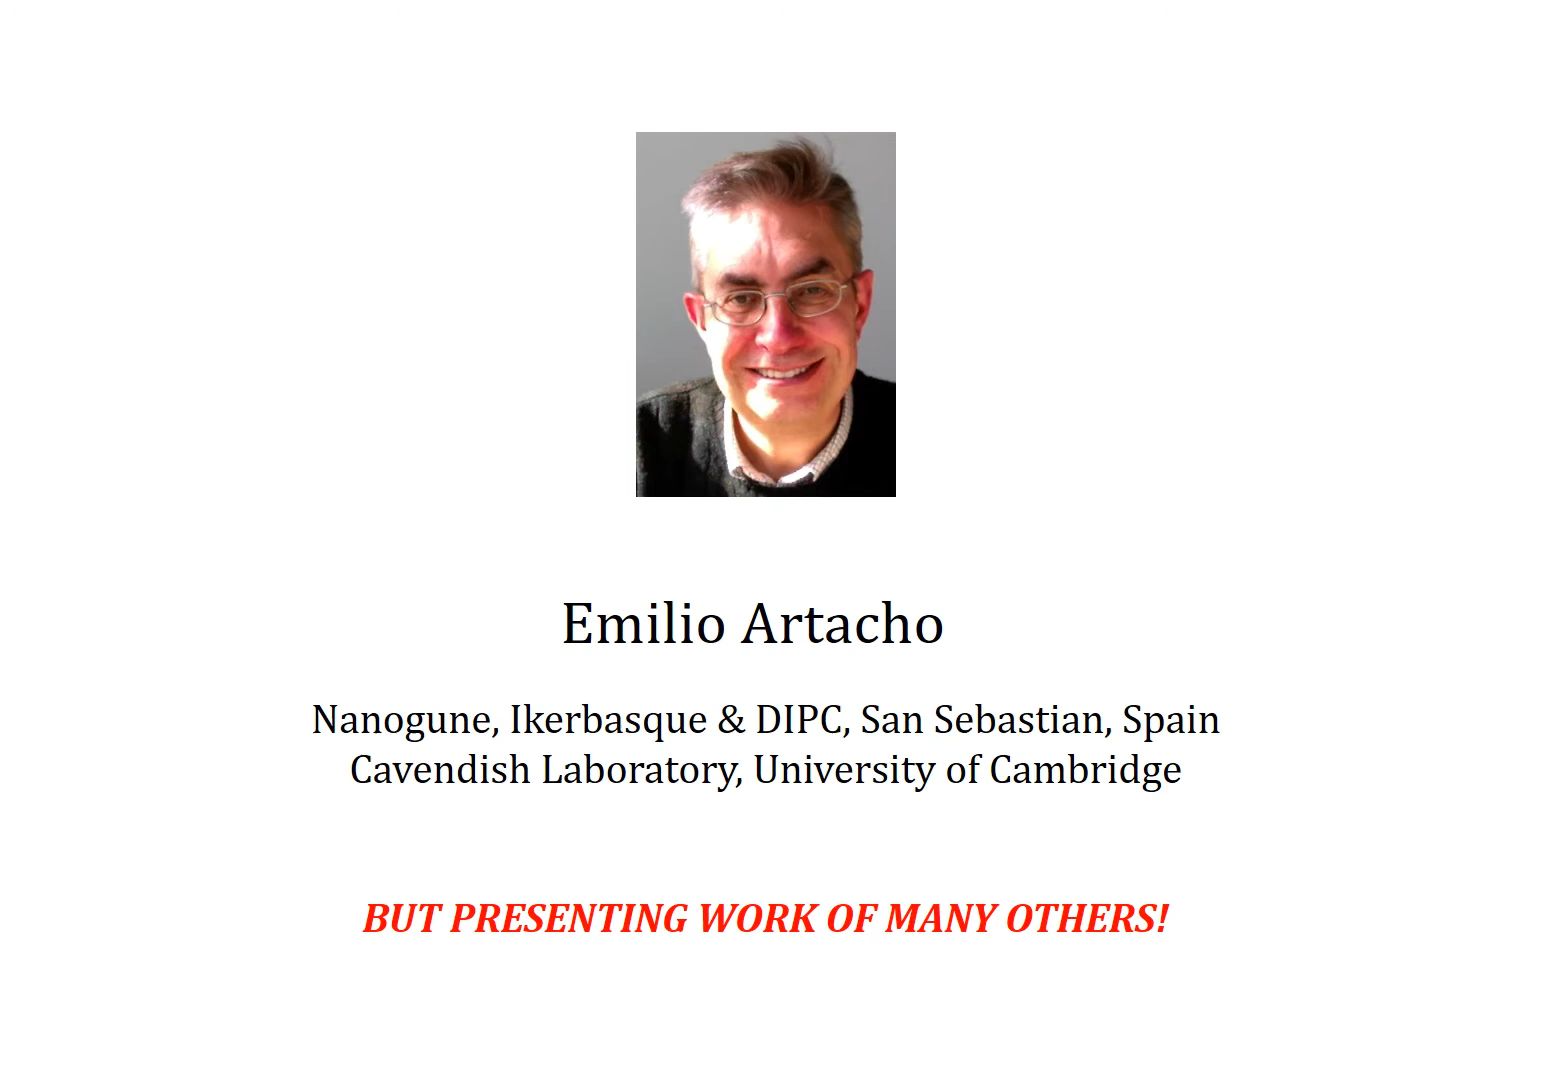 Emilio Artacho
Nanogune, Ikerbasque & DIPC, San Sebastian, Spain
Cavendish Laboratory, University of Cambridge
BUT PRESENTING WORK OF MANY OTHERS!